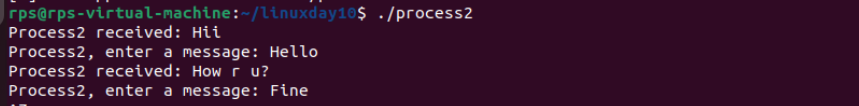 rps@rps-virtual-machine:~/linuxday10$ ./process2
Process2 received: Hii
Process2, enter a message: Hello
Process2 received: How r u?
Process2, enter a message: Fine